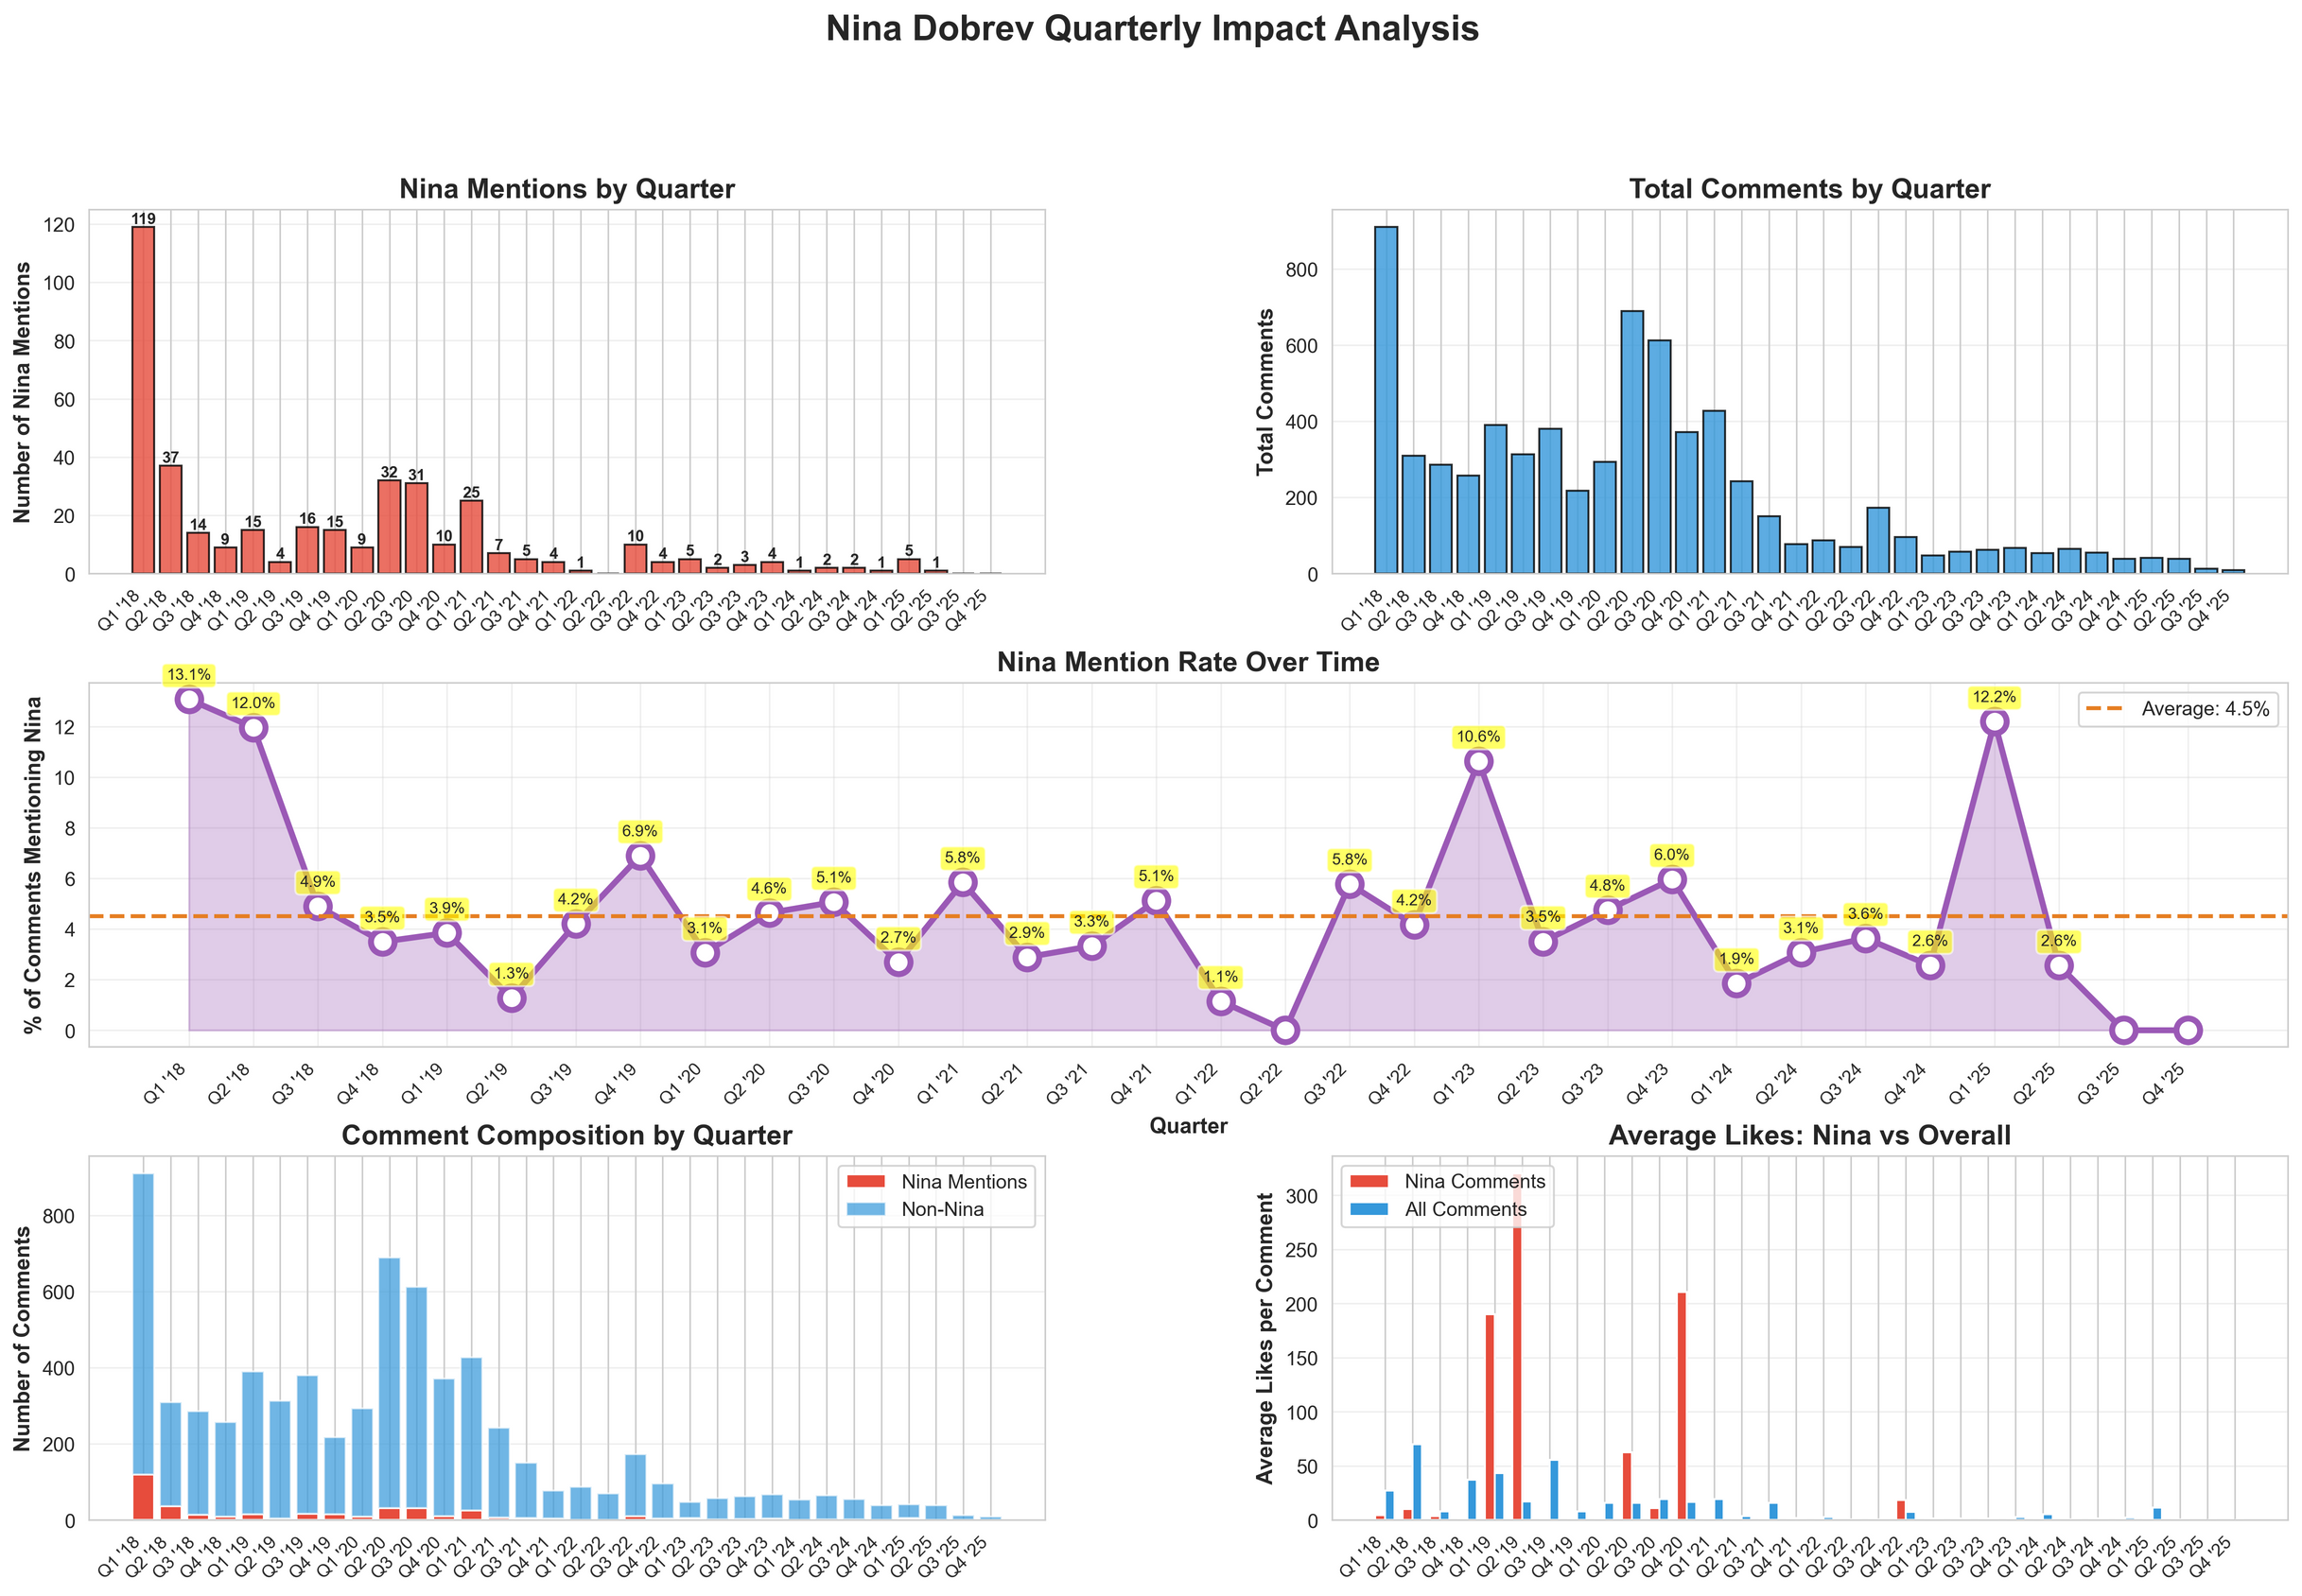 Nina Dobrev Quarterly Impact Analysis
Nina Mentions by Quarter
Number of Nina Mentions
120
100
80
60
40
20
0
119
37
14
9
15
4
16
15
9
32
31
10
25
7
5
4
1
10
4
5
2
3
4
1
2
2
1
5
1
Q1 '18
Q2 '18
Q3 '18
Q4 '18
Q1 '19
Q2 '19
Q3 '19
Q4 '19
Q1 '20
Q2 '20
Q3 '20
Q4 '20
Q1 '21
Q2 '21
Q3 '21
Q4 '21
Q1 '22
Q2 '22
Q3 '22
Q4 '22
Q1 '23
Q2 '23
Q3 '23
Q4 '23
Q1 '24
Q2 '24
Q3 '24
Q4 '24
Q1 '25
Q2 '25
Q3 '25
Q4 '25
Total Comments by Quarter
Total Comments
800
600
400
200
0
Q1 '18
Q2 '18
Q3 '18
Q4 '18
Q1 '19
Q2 '19
Q3 '19
Q4 '19
Q1 '20
Q2 '20
Q3 '20
Q4 '20
Q1 '21
Q2 '21
Q3 '21
Q4 '21
Q1 '22
Q2 '22
Q3 '22
Q4 '22
Q1 '23
Q2 '23
Q3 '23
Q4 '23
Q1 '24
Q2 '24
Q3 '24
Q4 '24
Q1 '25
Q2 '25
Q3 '25
Q4 '25
Nina Mention Rate Over Time
% of Comments Mentioning Nina
12
10
8
6
4
2
0
13.1%
12.0%
4.9%
3.5%
3.9%
1.3%
4.2%
6.9%
3.1%
4.6%
5.1%
2.7%
5.8%
2.9%
3.3%
5.1%
1.1%
5.8%
4.2%
10.6%
3.5%
4.8%
6.0%
1.9%
3.1%
3.6%
2.6%
12.2%
2.6%
Average: 4.5%
Q1 '18
Q2 '18
Q3 '18
Q4 '18
Q1 '19
Q2 '19
Q3 '19
Q4 '19
Q1 '20
Q2 '20
Q3 '20
Q4 '20
Q1 '21
Q2 '21
Q3 '21
Q4 '21
Q1 '22
Q2 '22
Q3 '22
Q4 '22
Q1 '23
Q2 '23
Q3 '23
Q4 '23
Q1 '24
Q2 '24
Q3 '24
Q4 '24
Q1 '25
Q2 '25
Q3 '25
Q4 '25
Quarter
Comment Composition by Quarter
Number of Comments
800
600
400
200
0
Nina Mentions
Non-Nina
Q1 '18
Q2 '18
Q3 '18
Q4 '18
Q1 '19
Q2 '19
Q3 '19
Q4 '19
Q1 '20
Q2 '20
Q3 '20
Q4 '20
Q1 '21
Q2 '21
Q3 '21
Q4 '21
Q1 '22
Q2 '22
Q3 '22
Q4 '22
Q1 '23
Q2 '23
Q3 '23
Q4 '23
Q1 '24
Q2 '24
Q3 '24
Q4 '24
Q1 '25
Q2 '25
Q3 '25
Q4 '25
Average Likes: Nina vs Overall
Average Likes per Comment
300
250
200
150
100
50
0
Nina Comments
All Comments
Q1 '18
Q2 '18
Q3 '18
Q4 '18
Q1 '19
Q2 '19
Q3 '19
Q4 '19
Q1 '20
Q2 '20
Q3 '20
Q4 '20
Q1 '21
Q2 '21
Q3 '21
Q4 '21
Q1 '22
Q2 '22
Q3 '22
Q4 '22
Q1 '23
Q2 '23
Q3 '23
Q4 '23
Q1 '24
Q2 '24
Q3 '24
Q4 '24
Q1 '25
Q2 '25
Q3 '25
Q4 '25